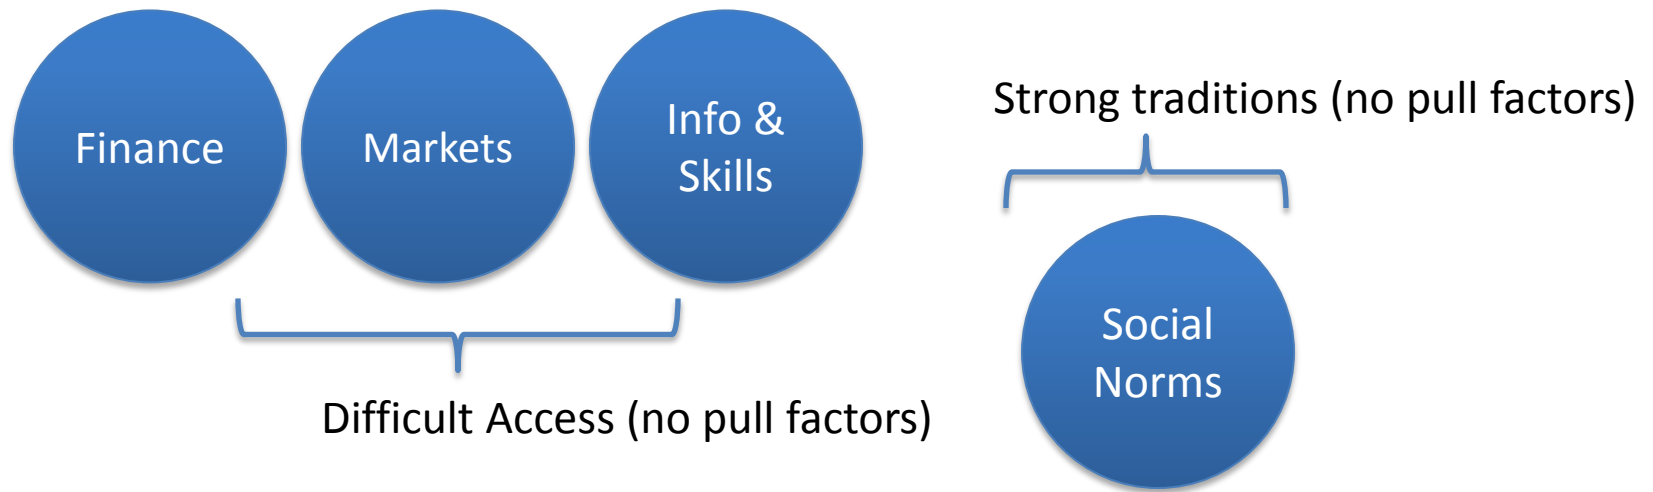 Finance
Markets
Info &
Skills
Difficult Access (no pull factors)
Strong traditions (no pull factors)
Social
Norms